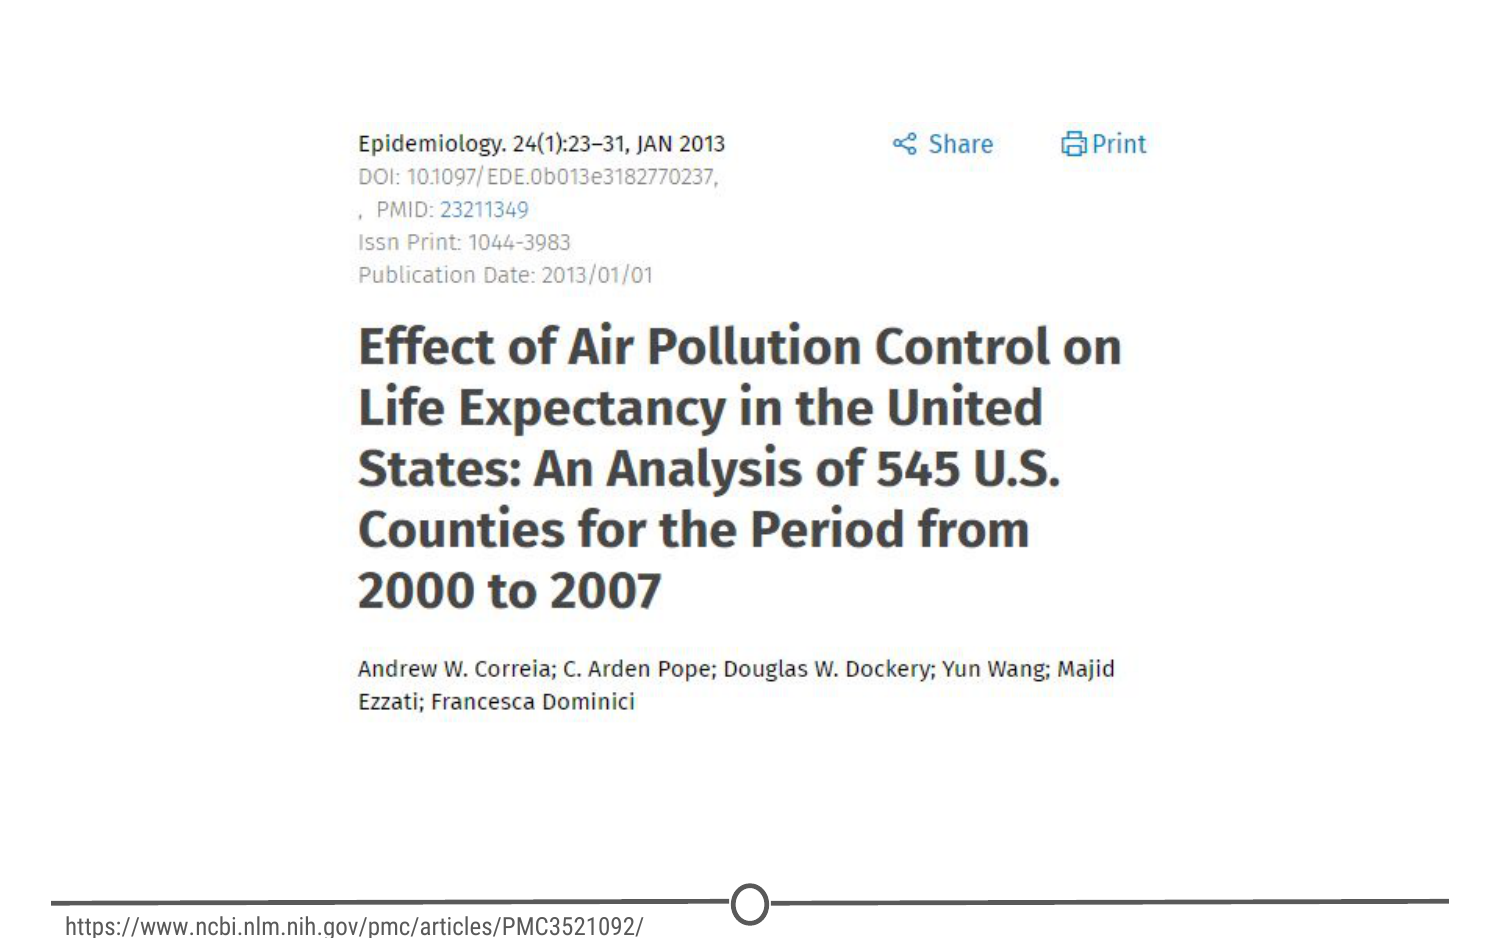 Epidemiology. 24(1):23–31, JAN 2013
Share
Print
DOI: 10.1097/EDE.0b013e3182770237,
, PMID: 23211349
Issn Print: 1044-3983
Publication Date: 2013/01/01
Effect of Air Pollution Control on
Life Expectancy in the United
States: An Analysis of 545 U.S.
Counties for the Period from
2000 to 2007
Andrew W. Correia; C. Arden Pope; Douglas W. Dockery; Yun Wang; Majid
Ezzati; Francesca Dominici
https://www.ncbi.nlm.nih.gov/pmc/articles/PMC3521092/